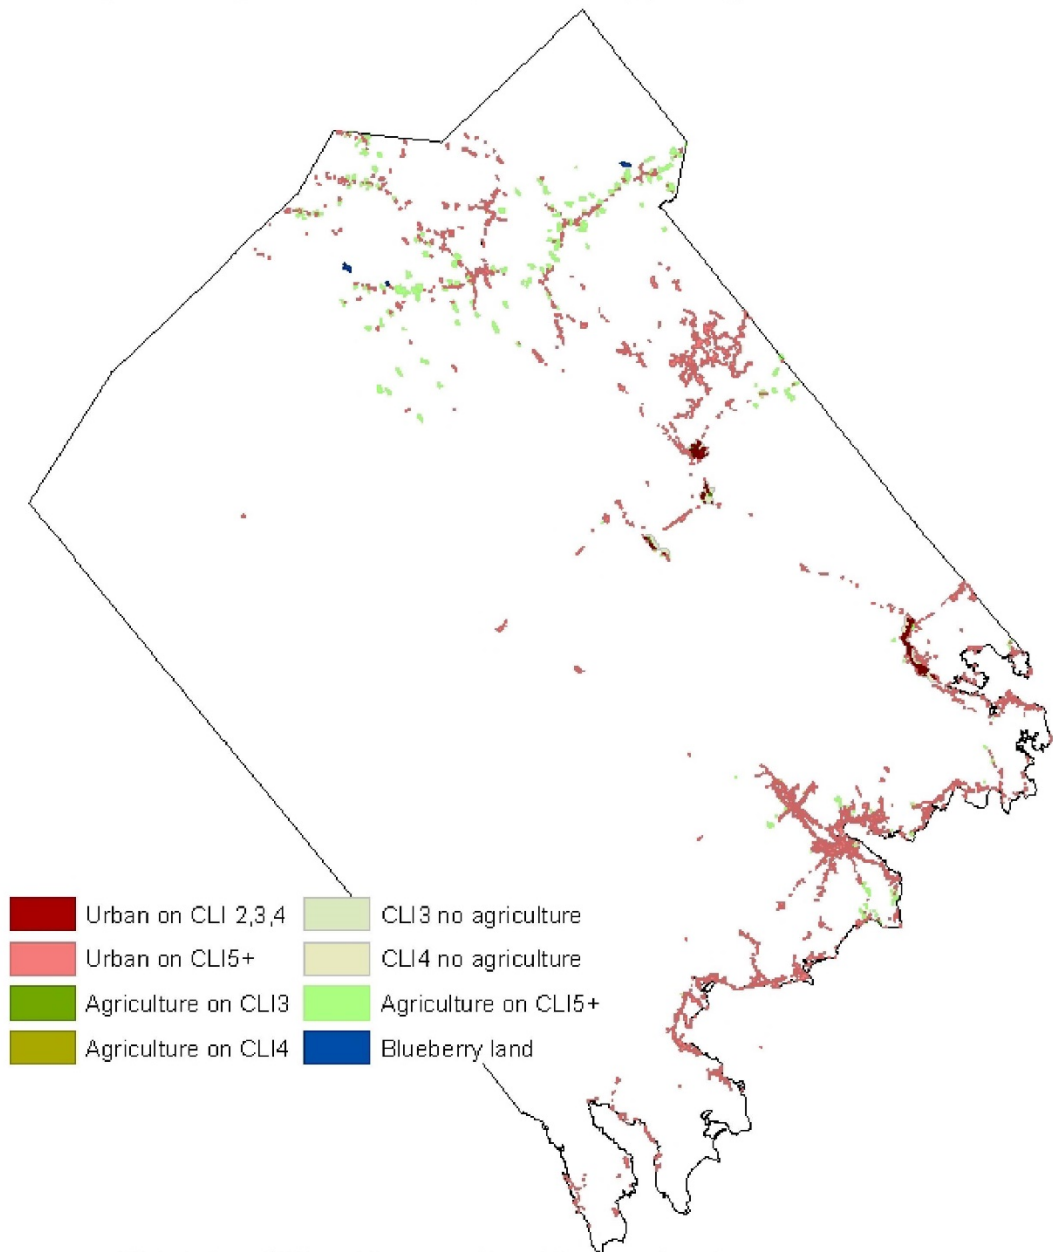 Urban on CLI 2,3,4
Urban on CLI5+
Agriculture on CLI3
Agriculture on CLI4
CLI3 no agriculture
CLI4 no agriculture
Agriculture on CLI5+
Blueberry land